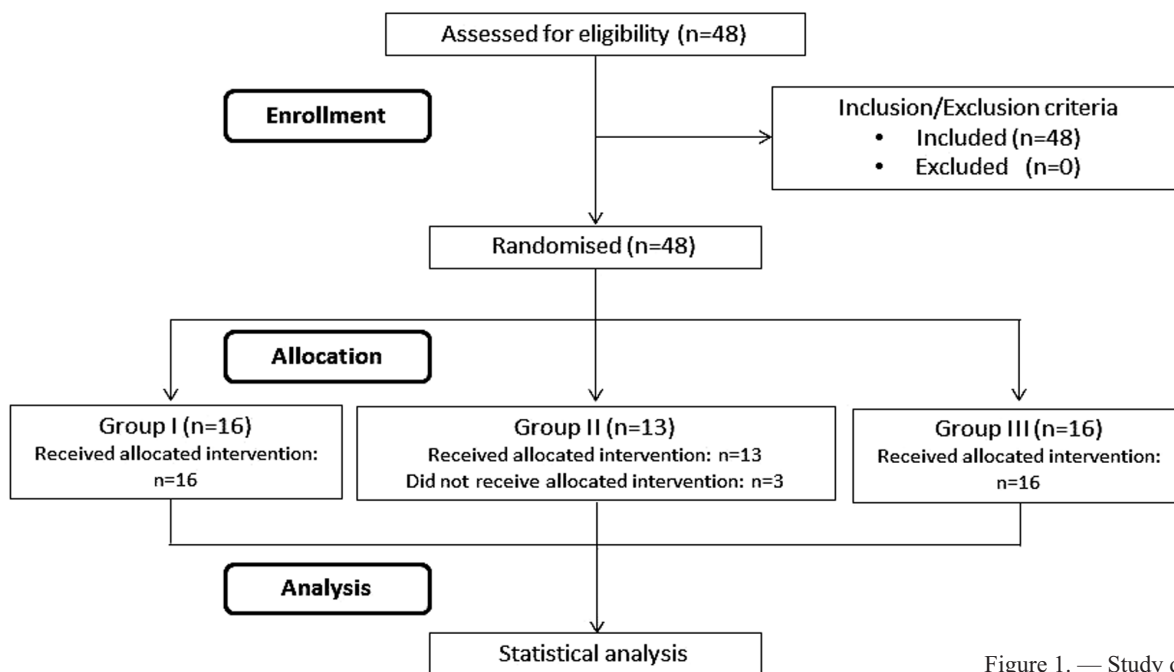 Assessed for eligibility (n=48)
Enrollment
Inclusion/Exclusion criteria
• Included (n=48)
• Excluded (n=0)
Randomised (n=48)
Allocation
Group I (n=16)
Received allocated intervention:
n=16
Group II (n=13)
Received allocated intervention: n=13
Did not receive allocated intervention: n=3
Group III (n=16)
Received allocated intervention:
n=16
Analysis
Statistical analysis
Figure 1. — Study